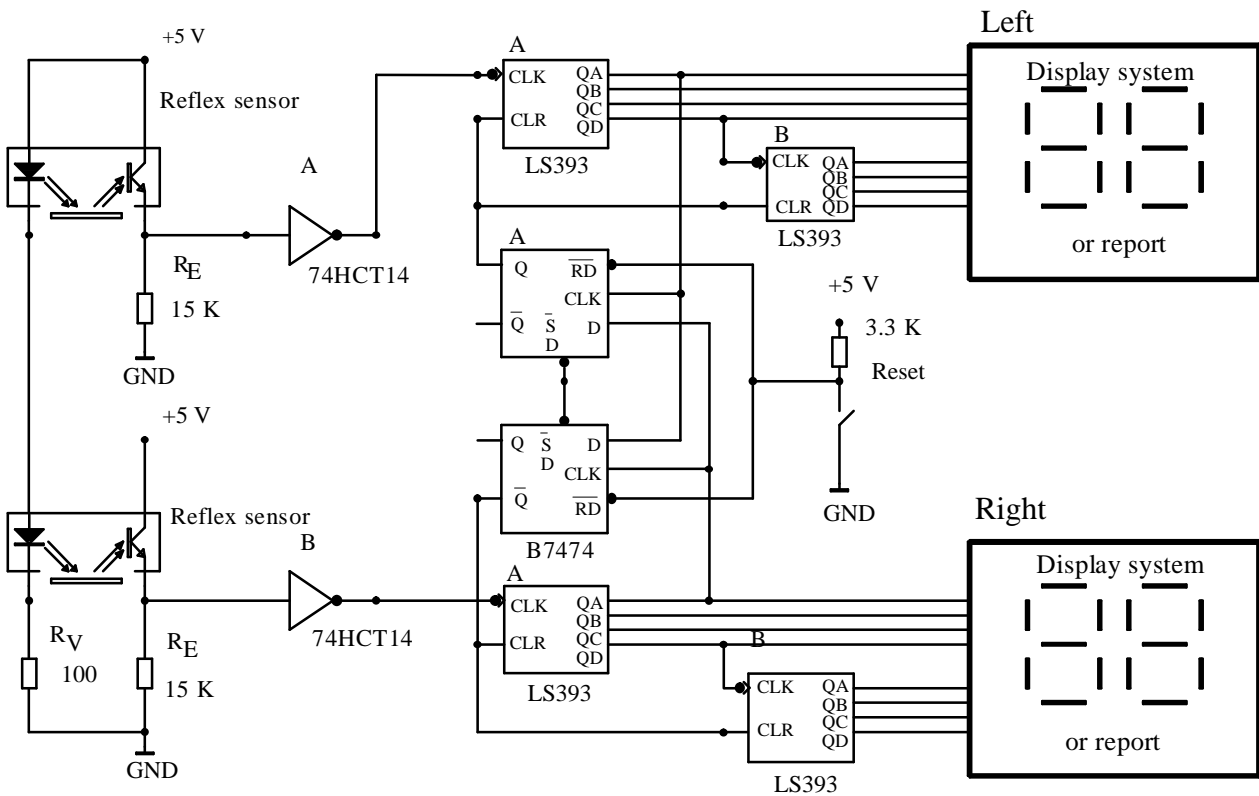 Left
+5 V
A
QA
CLK
QB
QC
CLR
QD
LS393
Display system
Reflex sensor
A
B
CLK
QA
QB
QC
CLR
QD
LS393
or report
A
Q
RD
CLK
Q
S
D
D
74HCT14
RE
15 K
GND
+5 V
3.3 K
Reset
GND
+5 V
Q
S
D
D
CLK
Q
RD
B7474
Right
Reflex sensor
B
A
CLK
QA
QB
QC
CLR
QD
LS393
Display system
74HCT14
RV
100
RE
15 K
GND
B
CLK
QA
QB
QC
CLR
QD
LS393
or report